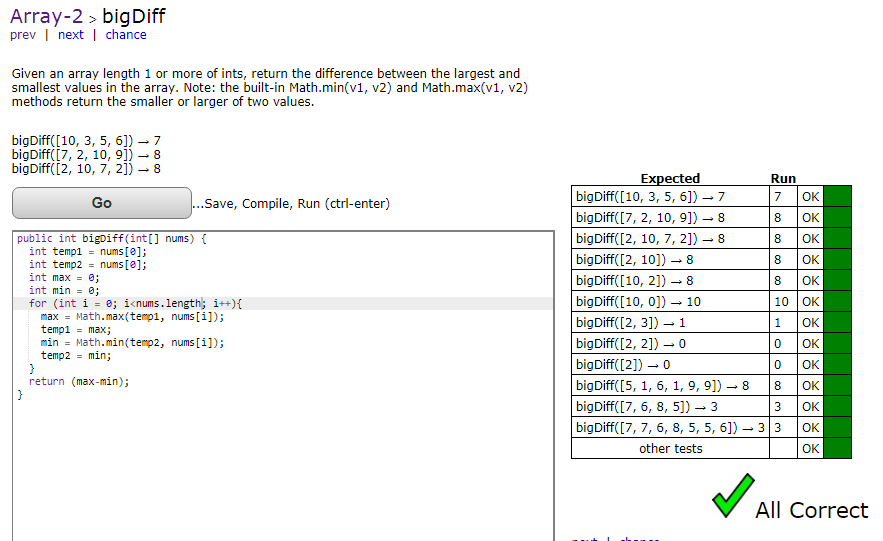 Array-2 > bigDiff
prev | next | chance
Given an array length 1 or more of ints, return the difference between the largest and
smallest values in the array. Note: the built-in Math.min(v1, v2) and Math.max(v1, v2)
methods return the smaller or larger of two values.
bigDiff([10, 3, 5, 6]) → 7
bigDiff([7, 2, 10, 9]) → 8
bigDiff([2, 10, 7, 2]) → 8
Go ...Save, Compile, Run (ctrl-enter)
public int bigDiff(int[] nums) {
int temp1 = nums[0];
int temp2 = nums[0];
int max = 0;
int min = 0;
for (int i = 0; i<nums.length; i++){
max = Math.max(temp1, nums[i]);
temp1 = max;
min = Math.min(temp2, nums[i]);
temp2 = min;
}
return (max-min);
}
Expected Run
bigDiff([10, 3, 5, 6]) → 7 7 OK
bigDiff([7, 2, 10, 9]) → 8 8 OK
bigDiff([2, 10, 7, 2]) → 8 8 OK
bigDiff([2, 10]) → 8 8 OK
bigDiff([10, 2]) → 8 8 OK
bigDiff([10, 0]) → 10 10 OK
bigDiff([2, 3]) → 1 1 OK
bigDiff([2, 2]) → 0 0 OK
bigDiff([2]) → 0 0 OK
bigDiff([5, 1, 6, 1, 9, 9]) → 8 8 OK
bigDiff([7, 6, 8, 5]) → 3 3 OK
bigDiff([7, 7, 6, 8, 5, 5, 6]) → 3 3 OK
other tests OK
All Correct
next | chance